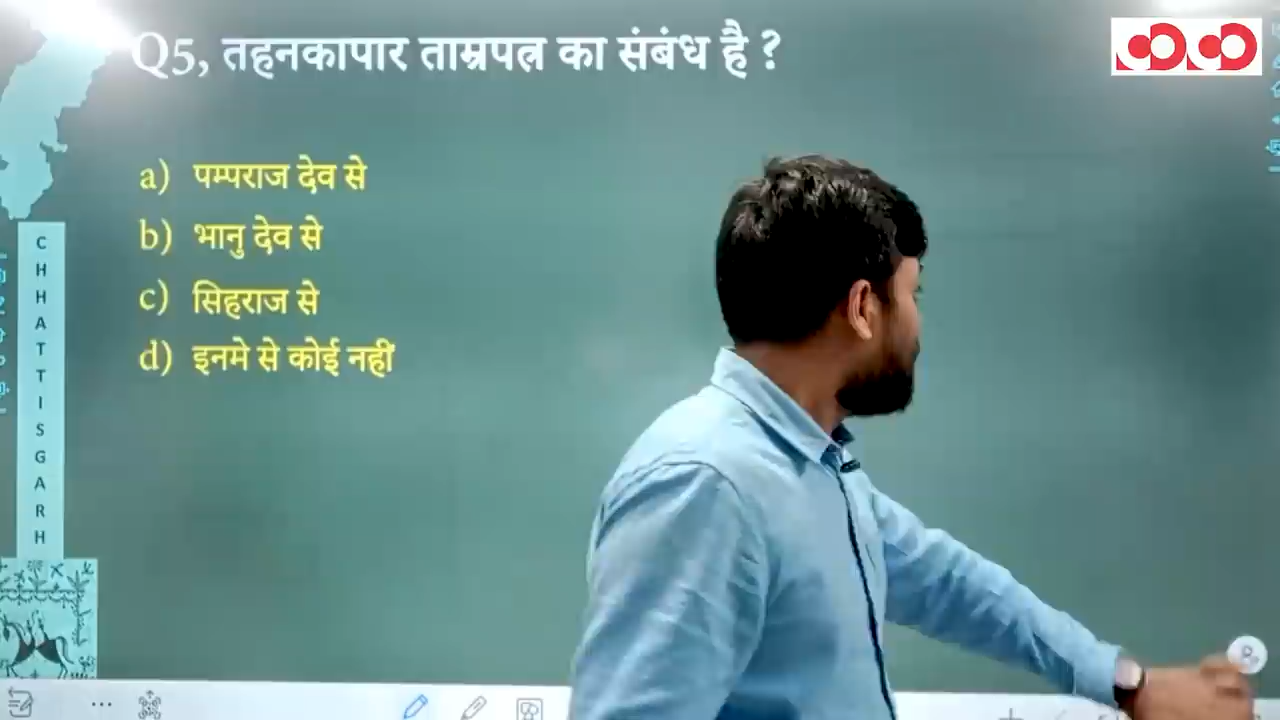 Q5, तहनकापार ताम्रपत्र का संबंध है ?
a) पम्पराज देव से
b) भानु देव से
c) सिहराज से
d) इनमे से कोई नहीं
CHHATTISGARH